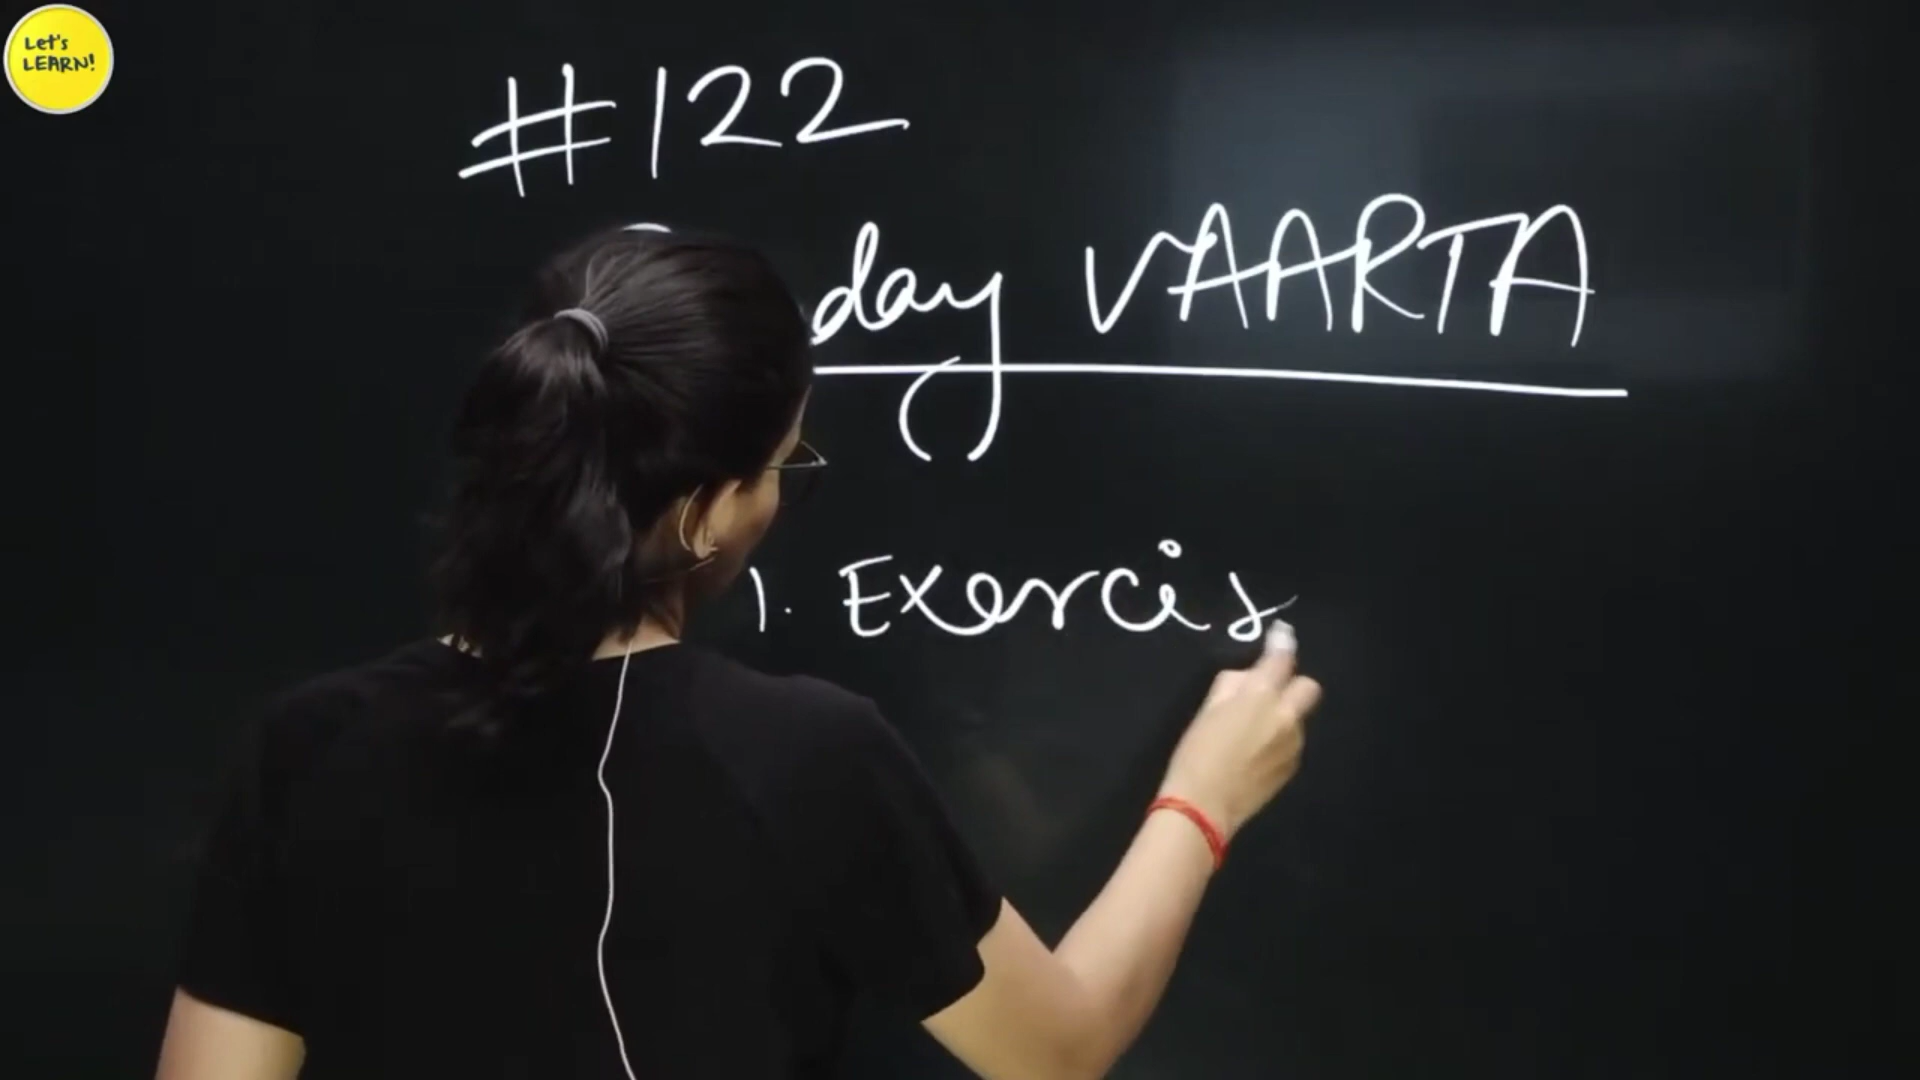 Let's
LEARN!
#122
day VAARTA
1. Exercis